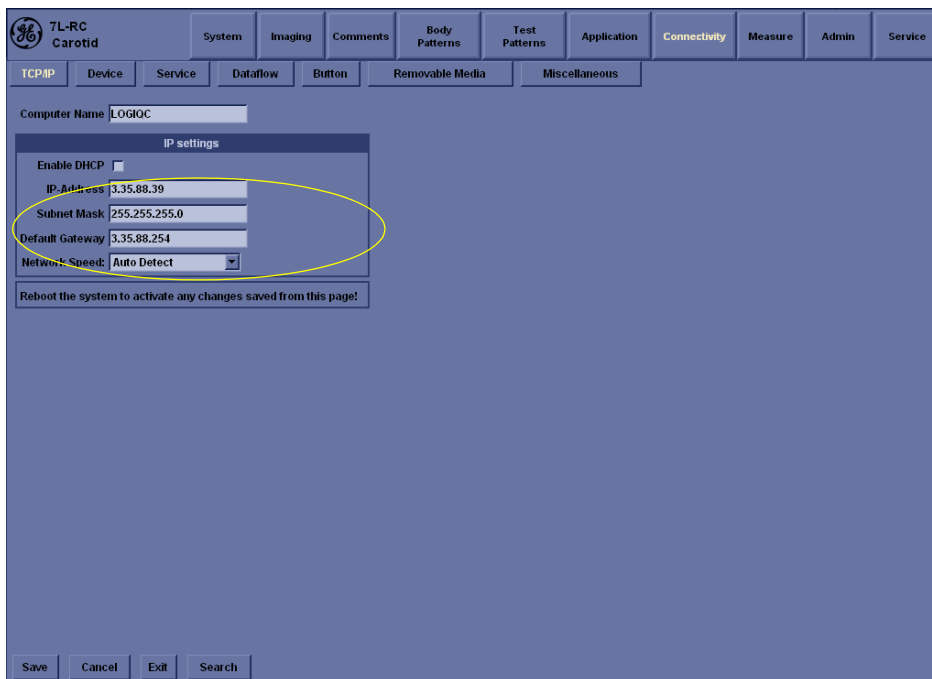 7L-RC
Carotid
System
Imaging
Comments
Body
Patterns
Test
Patterns
Application
Connectivity
Measure
Admin
Service
TCP/IP
Device
Service
Dataflow
Button
Removable Media
Miscellaneous
Computer Name LOGIQC
IP settings
Enable DHCP
IP-Address 3.35.88.39
Subnet Mask 255.255.255.0
Default Gateway 3.35.88.254
Network Speed: Auto Detect
Reboot the system to activate any changes saved from this page!
Save
Cancel
Exit
Search